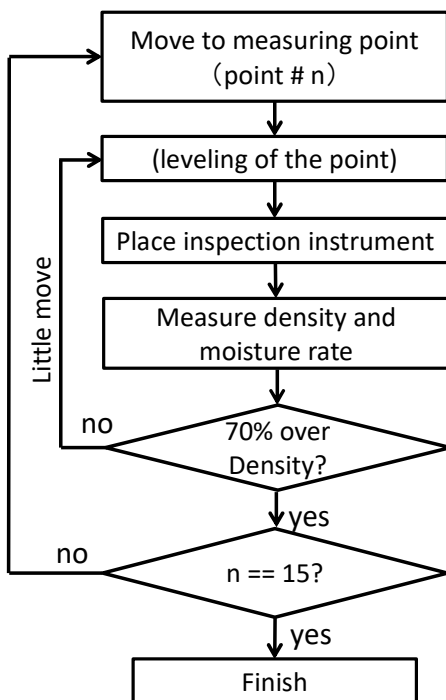 Move to measuring point
（point # n）
(leveling of the point)
Place inspection instrument
Measure density and
moisture rate
Little move
70% over
Density?
no
yes
n == 15?
no
yes
Finish